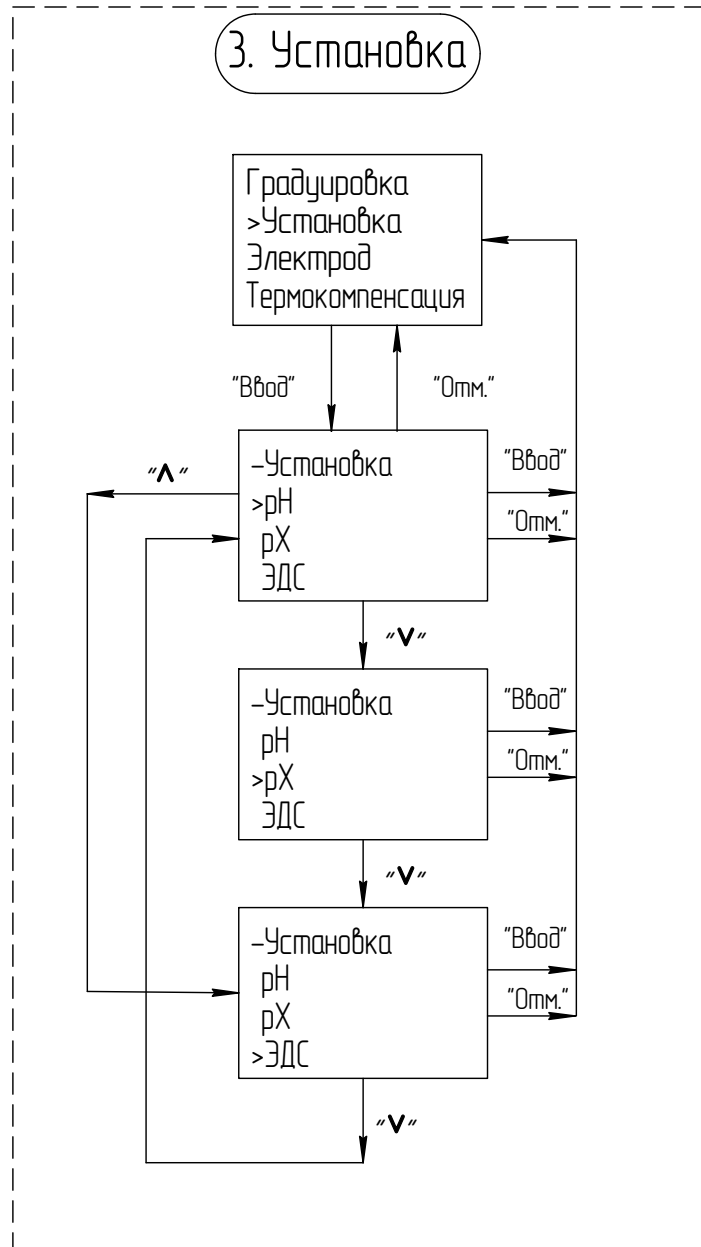 3. Установка
Градуировка
>Установка
Электрод
Термокомпенсация
"Ввод"
"Отм."
"Λ"
–Установка
>pH
pX
ЭДС
"Ввод"
"Отм."
"V"
–Установка
pH
>pX
ЭДС
"Ввод"
"Отм."
"V"
–Установка
pH
pX
>ЭДС
"Ввод"
"Отм."
"V"